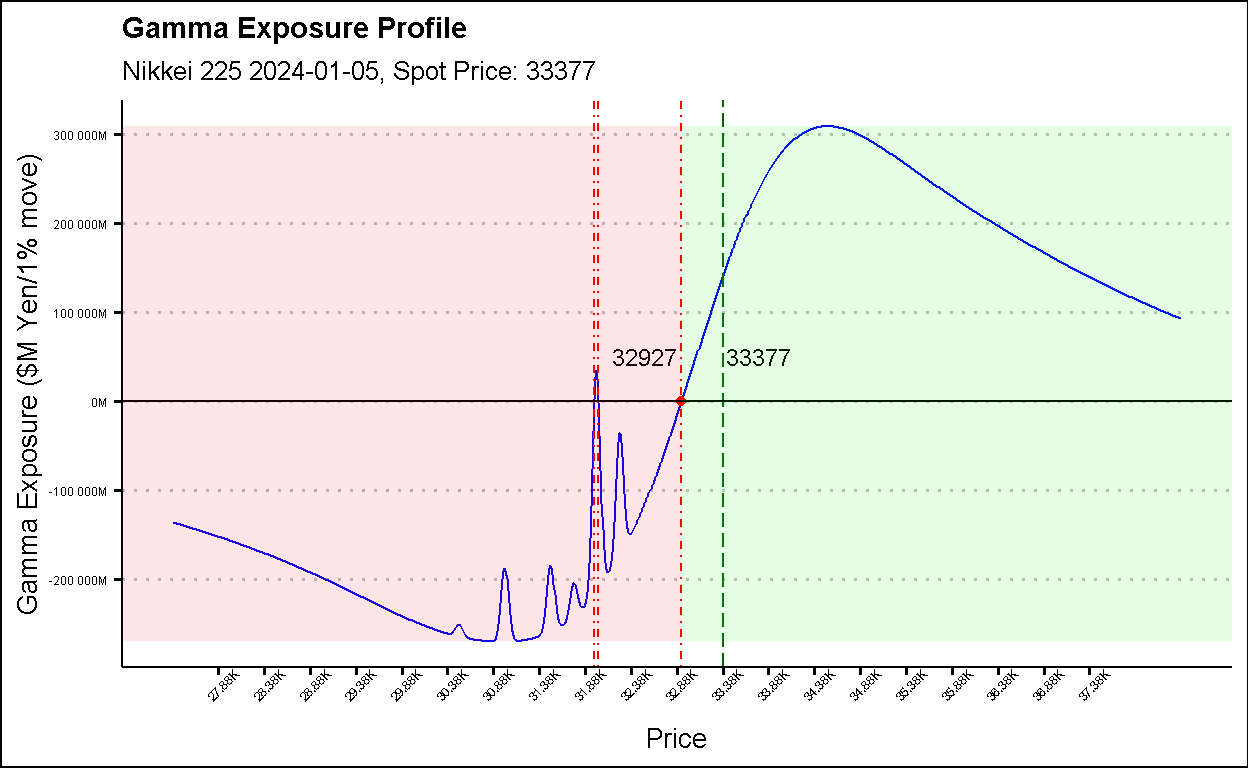 Gamma Exposure Profile
Nikkei 225 2024-01-05, Spot Price: 33377
Gamma Exposure ($M Yen/1% move)
300 000M
200 000M
100 000M
0M
-100 000M
-200 000M
32927
33377
27.88K
28.38K
28.88K
29.38K
29.88K
30.38K
30.88K
31.38K
31.88K
32.38K
32.88K
33.38K
33.88K
34.38K
34.88K
35.38K
35.88K
36.38K
36.88K
37.38K
Price